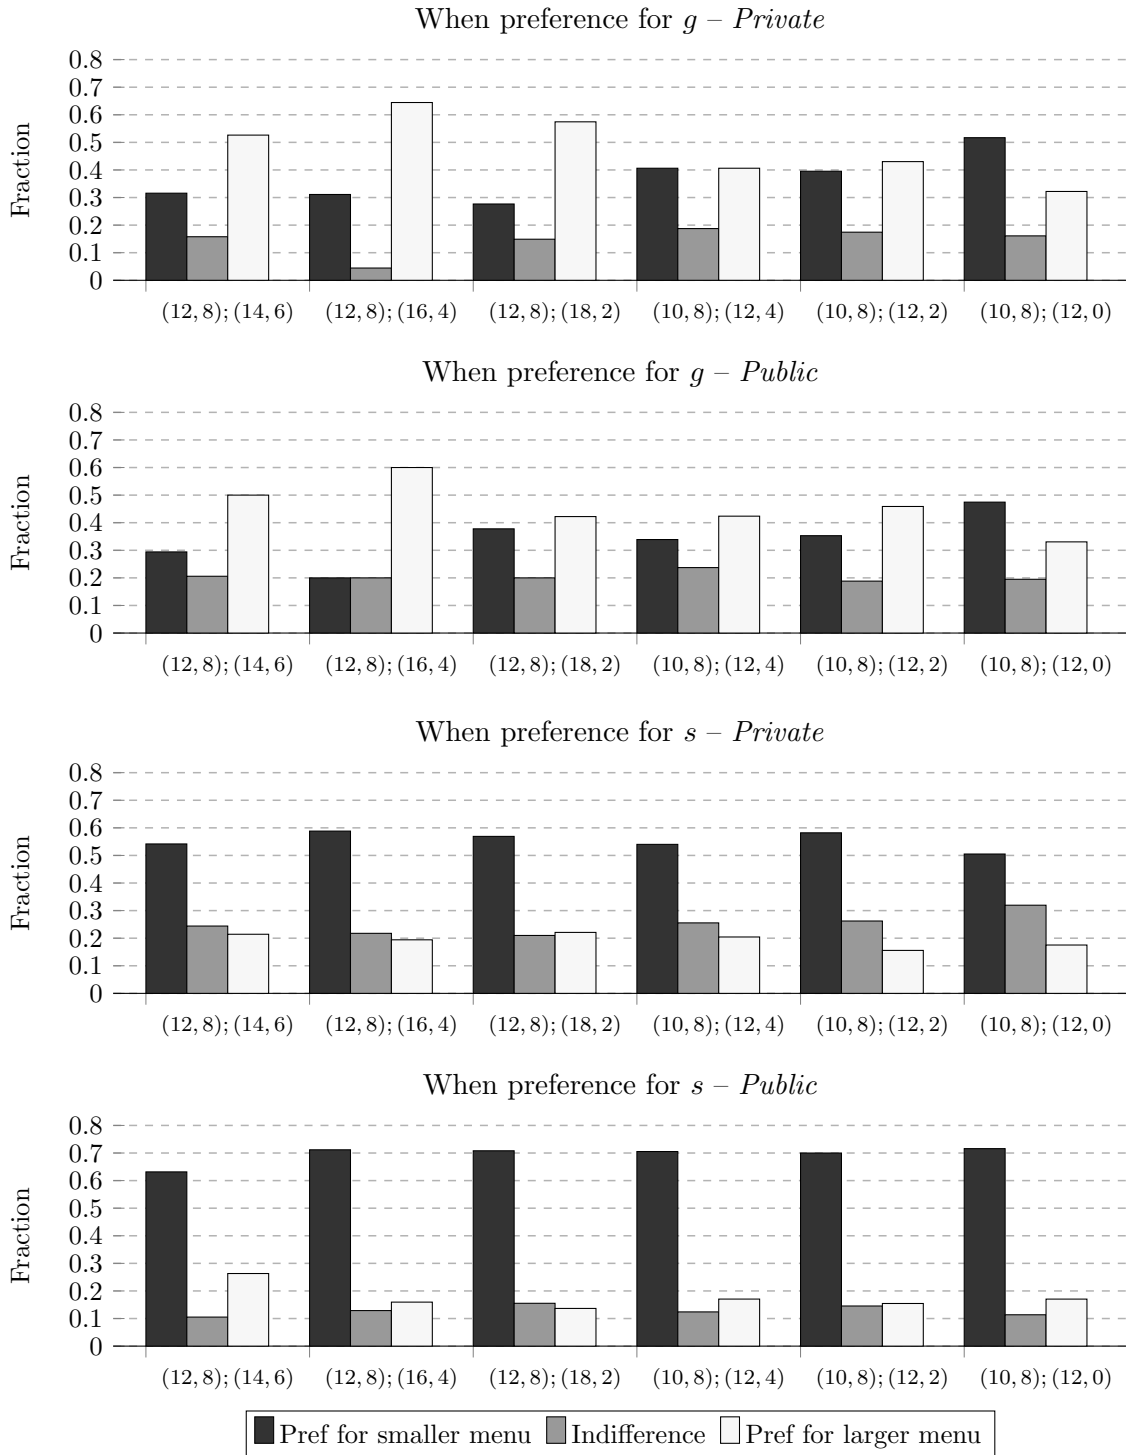 When preference for g – Private
Fraction
0.8
0.7
0.6
0.5
0.4
0.3
0.2
0.1
0
(12, 8); (14, 6) (12, 8); (16, 4) (12, 8); (18, 2) (10, 8); (12, 4) (10, 8); (12, 2) (10, 8); (12, 0)
When preference for g – Public
Fraction
0.8
0.7
0.6
0.5
0.4
0.3
0.2
0.1
0
(12, 8); (14, 6) (12, 8); (16, 4) (12, 8); (18, 2) (10, 8); (12, 4) (10, 8); (12, 2) (10, 8); (12, 0)
When preference for s – Private
Fraction
0.8
0.7
0.6
0.5
0.4
0.3
0.2
0.1
0
(12, 8); (14, 6) (12, 8); (16, 4) (12, 8); (18, 2) (10, 8); (12, 4) (10, 8); (12, 2) (10, 8); (12, 0)
When preference for s – Public
Fraction
0.8
0.7
0.6
0.5
0.4
0.3
0.2
0.1
0
(12, 8); (14, 6) (12, 8); (16, 4) (12, 8); (18, 2) (10, 8); (12, 4) (10, 8); (12, 2) (10, 8); (12, 0)
Pref for smaller menu Indifference Pref for larger menu